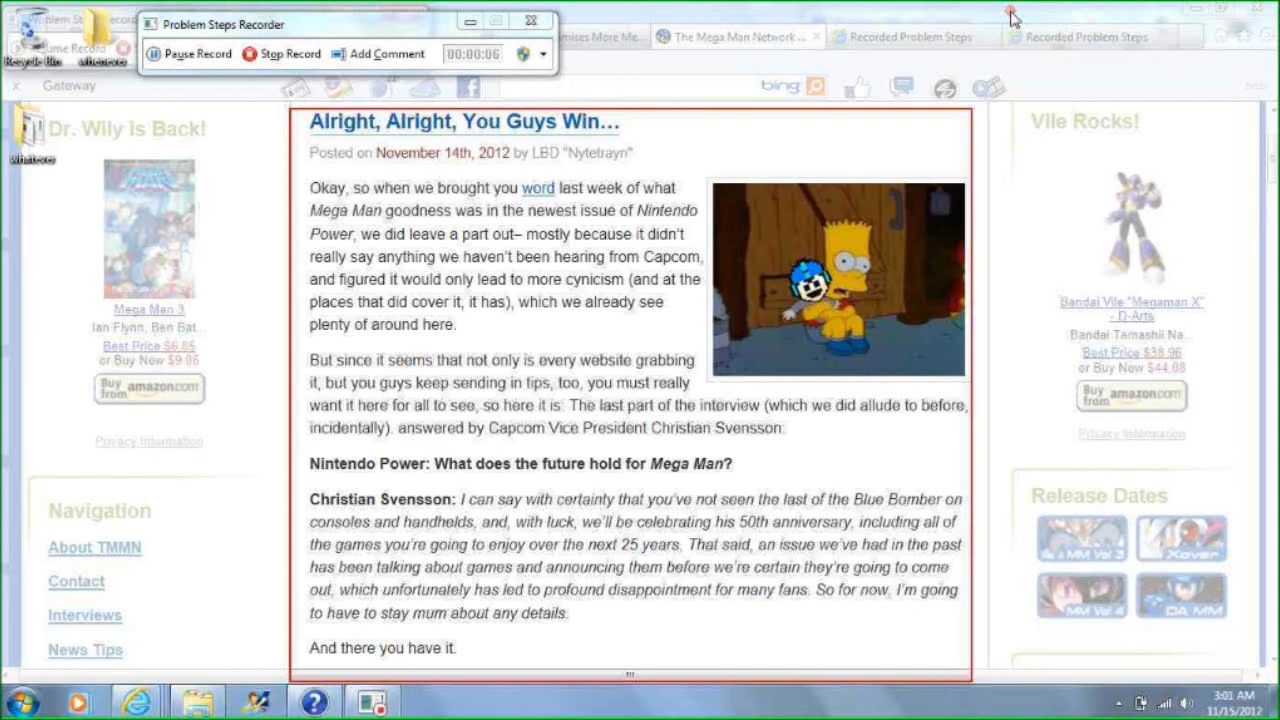 Problem Steps Recorder
Pause Record
Stop Record
Add Comment
00:00:06
Recycle Bin
whenever
whatever
The Mega Man Network ...
Recorded Problem Steps
Recorded Problem Steps
x Gateway
bing
Dr. Wily is Back!
Mega Man 3
Ian Flynn, Ben Bat...
Best Price $6.85
or Buy New $9.06
Buy from amazon.com
Privacy Information
Navigation
About TMMN
Contact
Interviews
News Tips
Alright, Alright, You Guys Win…
Posted on November 14th, 2012 by LBD "Nytetrayn"
Okay, so when we brought you word last week of what
Mega Man goodness was in the newest issue of Nintendo
Power, we did leave a part out– mostly because it didn't
really say anything we haven't been hearing from Capcom,
and figured it would only lead to more cynicism (and at the
places that did cover it, it has), which we already see
plenty of around here.
But since it seems that not only is every website grabbing
it, but you guys keep sending in tips, too, you must really
want it here for all to see, so here it is: The last part of the interview (which we did allude to before,
incidentally). answered by Capcom Vice President Christian Svensson:
Nintendo Power: What does the future hold for Mega Man?
Christian Svensson: I can say with certainty that you've not seen the last of the Blue Bomber on
consoles and handhelds, and, with luck, we'll be celebrating his 50th anniversary, including all of
the games you're going to enjoy over the next 25 years. That said, an issue we've had in the past
has been talking about games and announcing them before we're certain they're going to come
out, which unfortunately has led to profound disappointment for many fans. So for now, I'm going
to have to stay mum about any details.
And there you have it.
Vile Rocks!
Bandai Vile "Megaman X"
- D-Arts
Bandai Tamashii Na...
Best Price $38.96
or Buy New $44.08
Buy from amazon.com
Privacy Information
Release Dates
MM Vol 3
Xover
MM Vol 4
DA MM
3:01 AM
11/15/2012